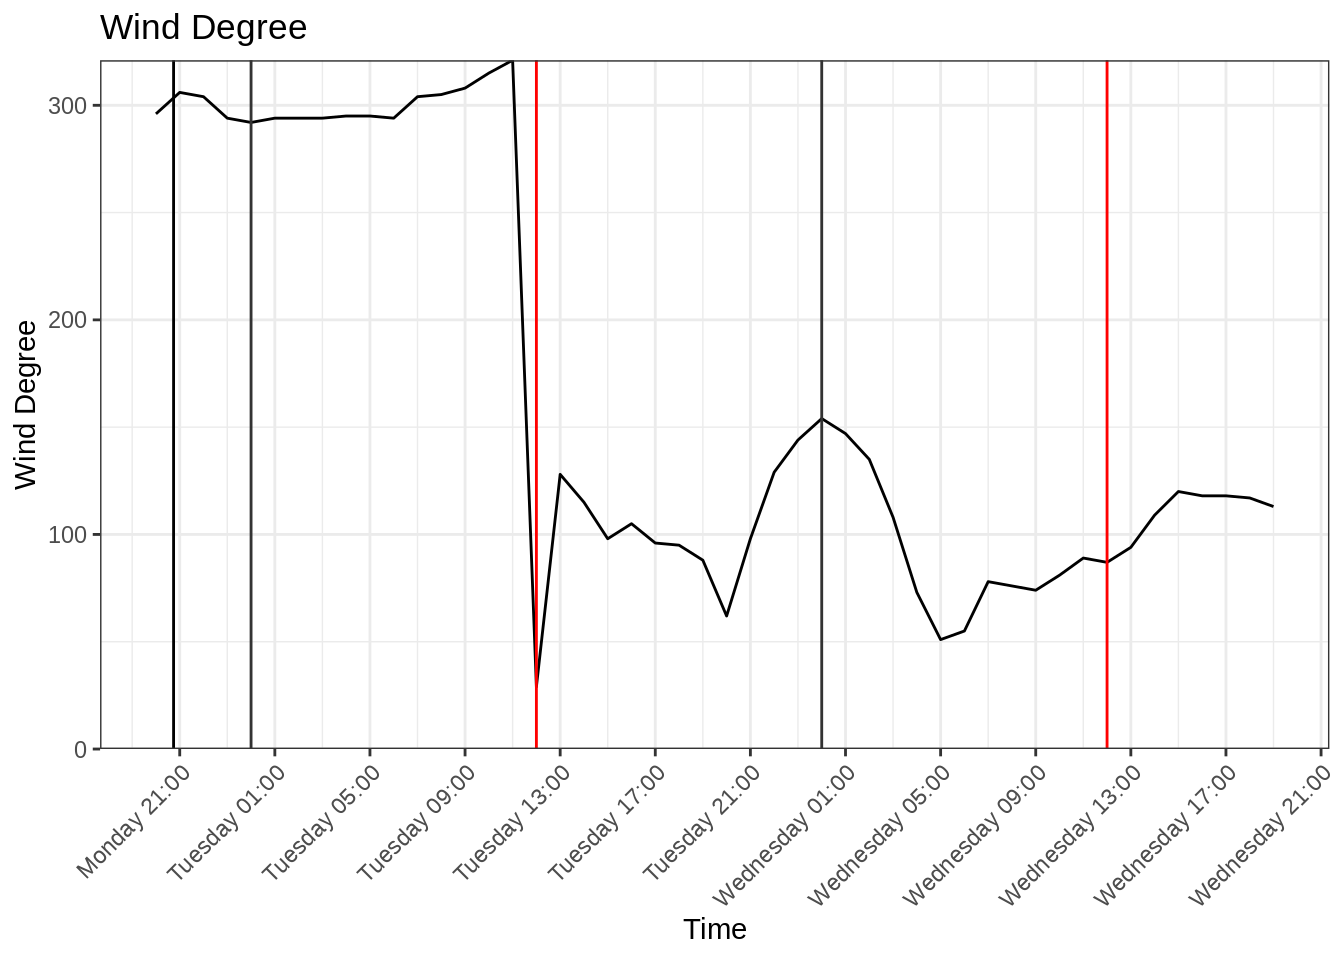 Wind Degree
Wind Degree
300
200
100
0
Monday 21:00
Tuesday 01:00
Tuesday 05:00
Tuesday 09:00
Tuesday 13:00
Tuesday 17:00
Tuesday 21:00
Wednesday 01:00
Wednesday 05:00
Wednesday 09:00
Wednesday 13:00
Wednesday 17:00
Wednesday 21:00
Time